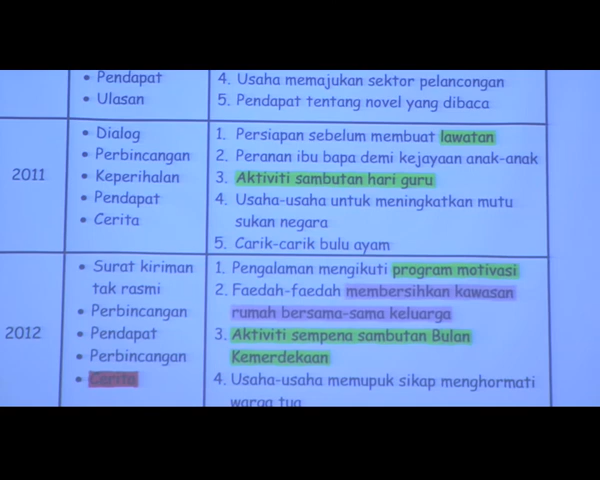 • Pendapat
• Ulasan
4. Usaha memajukan sektor pelancongan
5. Pendapat tentang novel yang dibaca
2011
• Dialog
• Perbincangan
• Keperihalan
• Pendapat
• Cerita
1. Persiapan sebelum membuat lawatan
2. Peranan ibu bapa demi kejayaan anak-anak
3. Aktiviti sambutan hari guru
4. Usaha-usaha untuk meningkatkan mutu
sukan negara
5. Carik-carik bulu ayam
2012
• Surat kiriman
tak rasmi
• Perbincangan
• Pendapat
• Perbincangan
• Cerita
1. Pengalaman mengikuti program motivasi
2. Faedah-faedah membersihkan kawasan
rumah bersama-sama keluarga
3. Aktiviti sempena sambutan Bulan
Kemerdekaan
4. Usaha-usaha memupuk sikap menghormati
warga tua